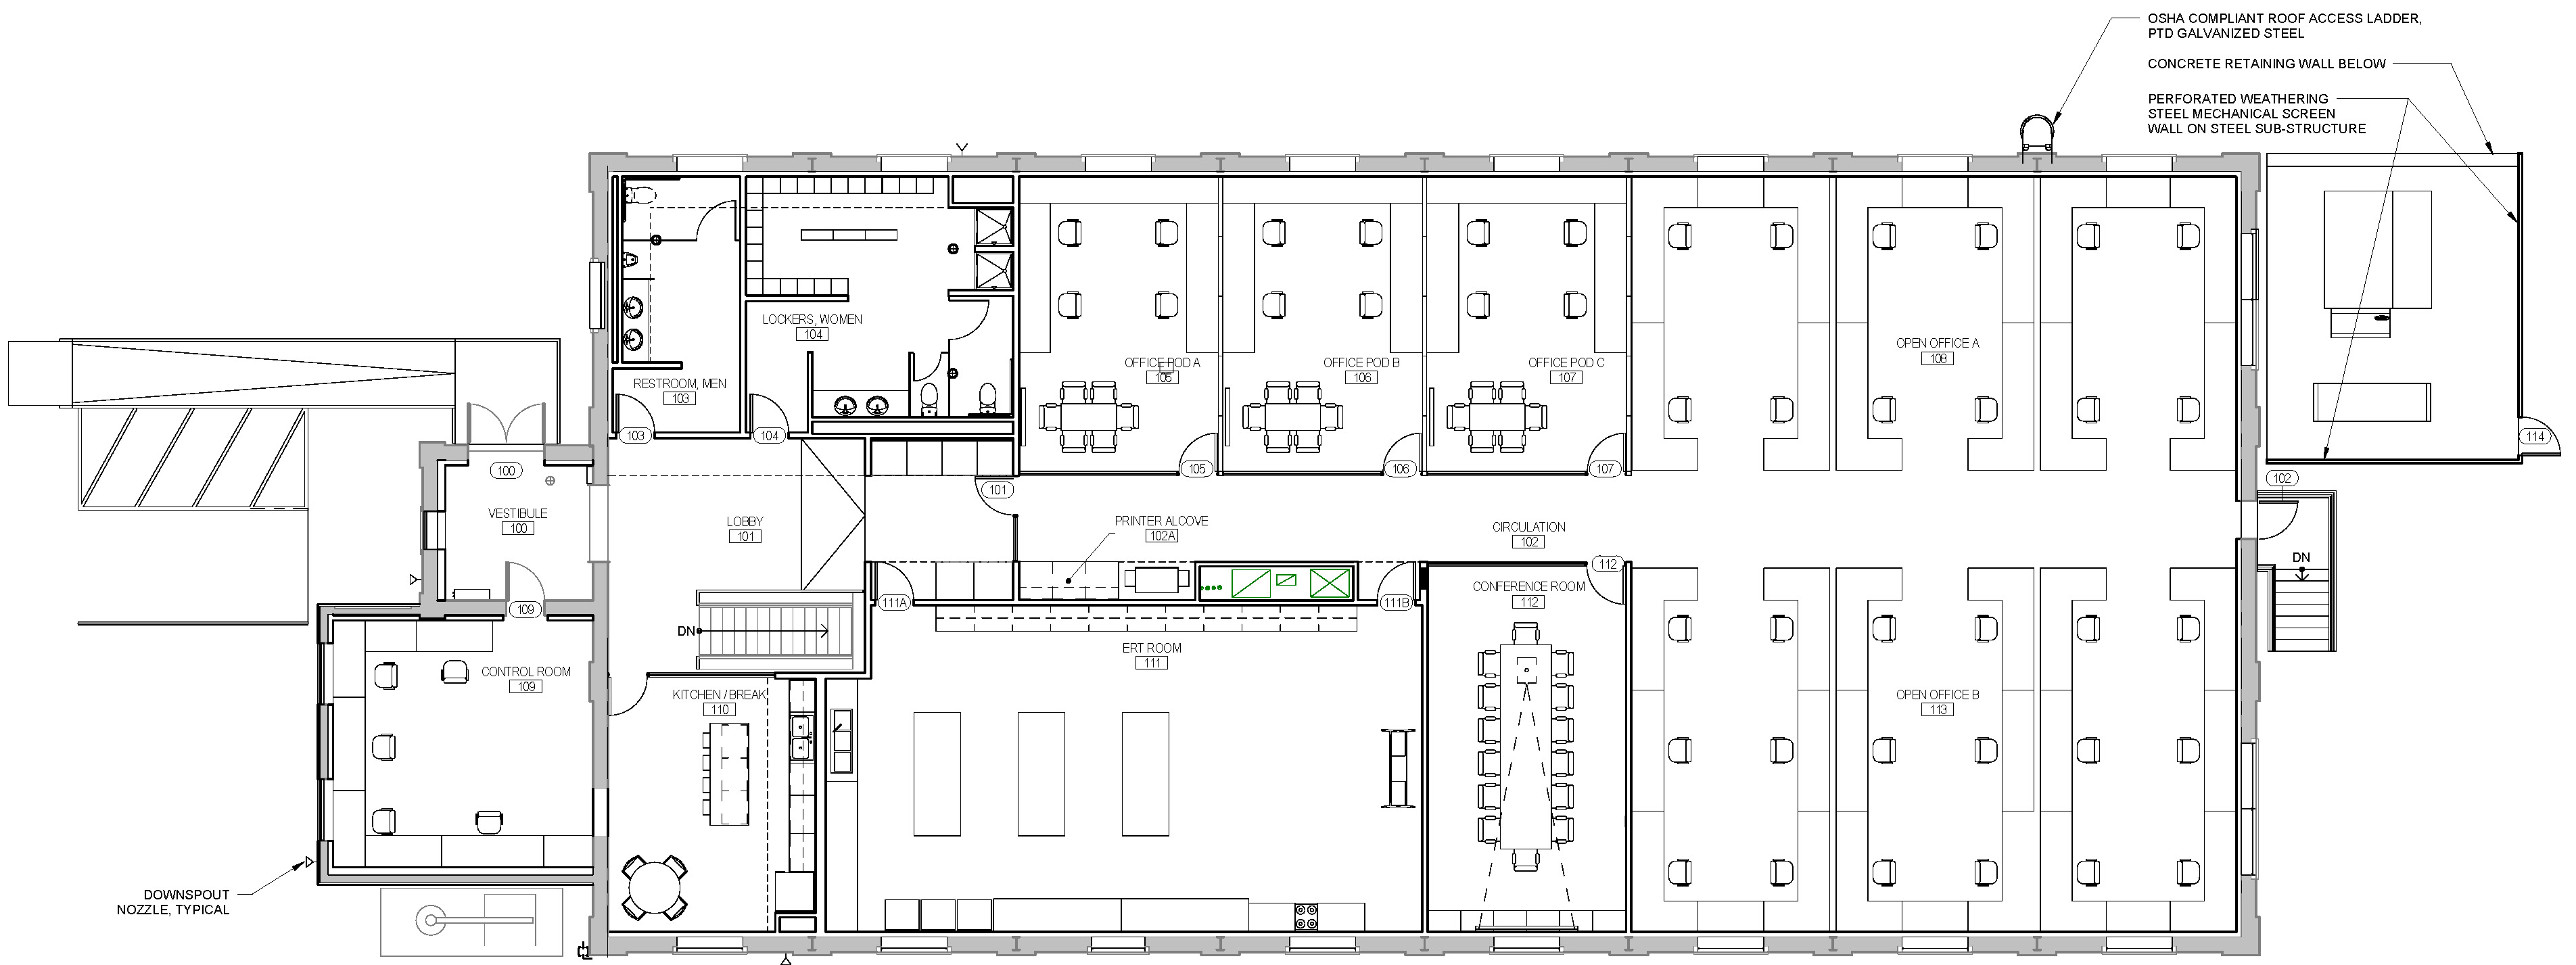 OSHA COMPLIANT ROOF ACCESS LADDER,
PTD GALVANIZED STEEL
CONCRETE RETAINING WALL BELOW
PERFORATED WEATHERING
STEEL MECHANICAL SCREEN
WALL ON STEEL SUB-STRUCTURE
LOCKERS, WOMEN
104
RESTROOM, MEN
103
103
104
OFFICE POD A
105
OFFICE POD B
106
OFFICE POD C
107
OPEN OFFICE A
108
114
100
105
106
107
101
102
VESTIBULE
100
LOBBY
101
PRINTER ALCOVE
102A
CIRCULATION
102
DN
112
109
111A
111B
CONFERENCE ROOM
112
DN
ERT ROOM
111
CONTROL ROOM
109
KITCHEN / BREAK
110
OPEN OFFICE B
113
DOWNSPOUT
NOZZLE, TYPICAL